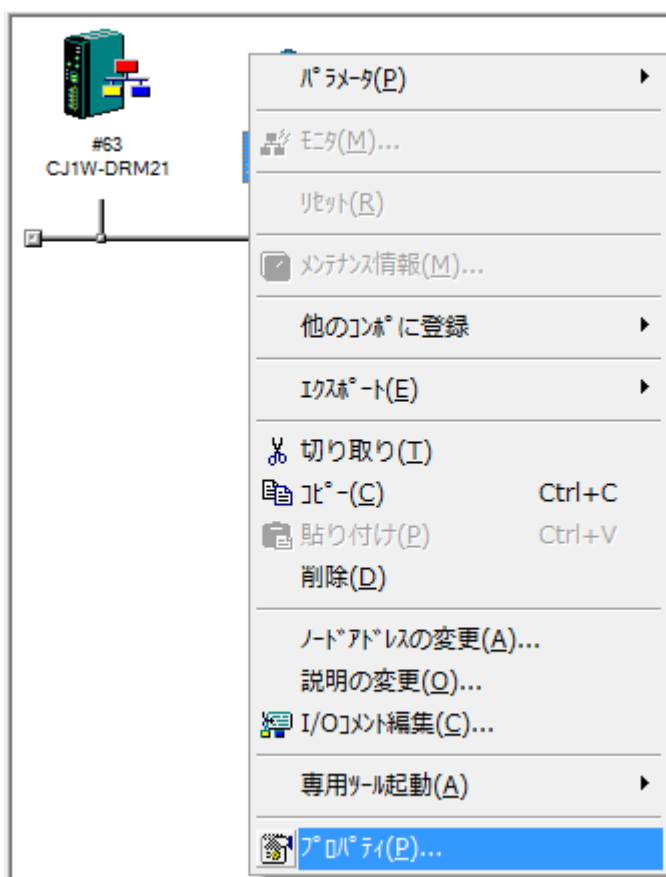 #63
CJ1W-DRM21
ﾊﾟﾗﾒｰﾀ(P)
ﾓﾆﾀ(M)...
ﾘｾｯﾄ(R)
ﾒﾝﾃﾅﾝｽ情報(M)...
他のｺﾝﾎﾟに登録
ｴｸｽﾎﾟｰﾄ(E)
切り取り(T)
ｺﾋﾟｰ(C) Ctrl+C
貼り付け(P) Ctrl+V
削除(D)
ﾉｰﾄﾞｱﾄﾞﾚｽの変更(A)...
説明の変更(O)...
I/Oｺﾒﾝﾄ編集(C)...
専用ﾂｰﾙ起動(A)
ﾌﾟﾛﾊﾟﾃｨ(P)...